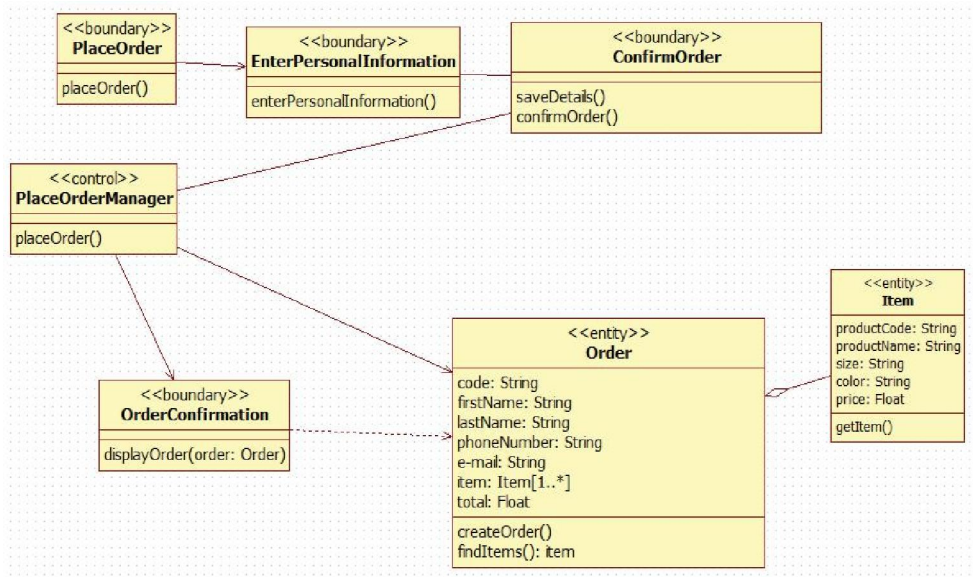 <<boundary>>
PlaceOrder
placeOrder()
<<boundary>>
EnterPersonalInformation
enterPersonalInformation()
<<boundary>>
ConfirmOrder
saveDetails()
confirmOrder()
<<control>>
PlaceOrderManager
placeOrder()
<<boundary>>
OrderConfirmation
displayOrder(order: Order)
<<entity>>
Order
code: String
firstName: String
lastName: String
phoneNumber: String
e-mail: String
item: Item[1..*]
total: Float
createOrder()
findItems(): item
<<entity>>
Item
productCode: String
productName: String
size: String
color: String
price: Float
getItem()